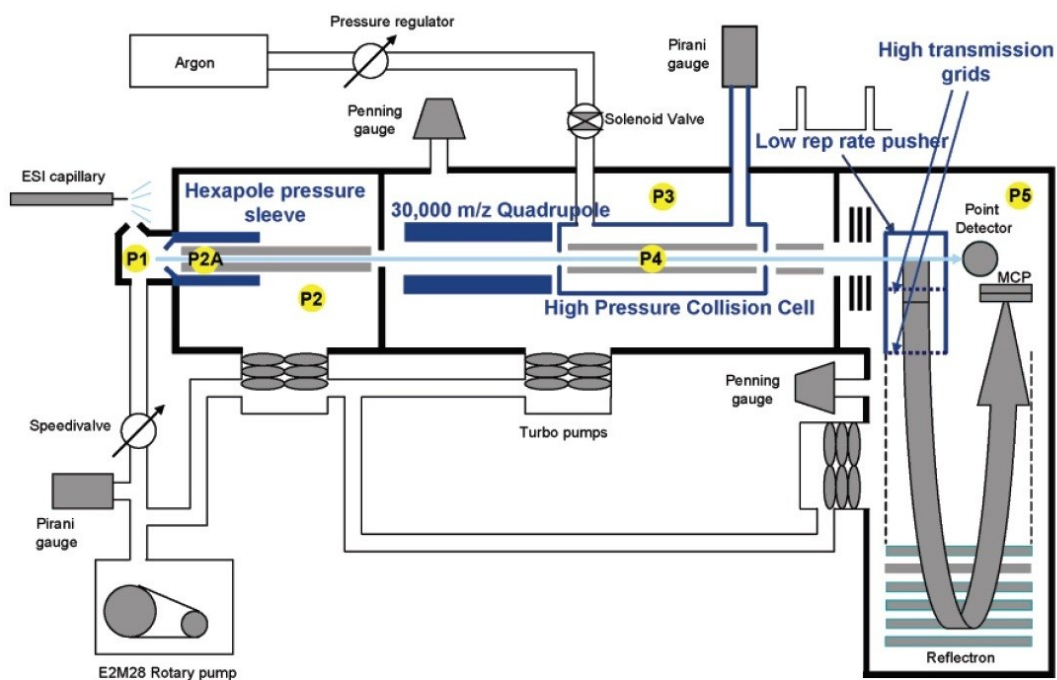 Pressure regulator
Argon
Pirani
gauge
High transmission
grids
Penning
gauge
Solenoid Valve
Low rep rate pusher
ESI capillary
Hexapole pressure
sleeve
30,000 m/z Quadrupole
P3
P5
Point
Detector
P1
P2A
P4
MCP
P2
High Pressure Collision Cell
Penning
gauge
Speedivalve
Turbo pumps
Pirani
gauge
E2M28 Rotary pump
Reflectron